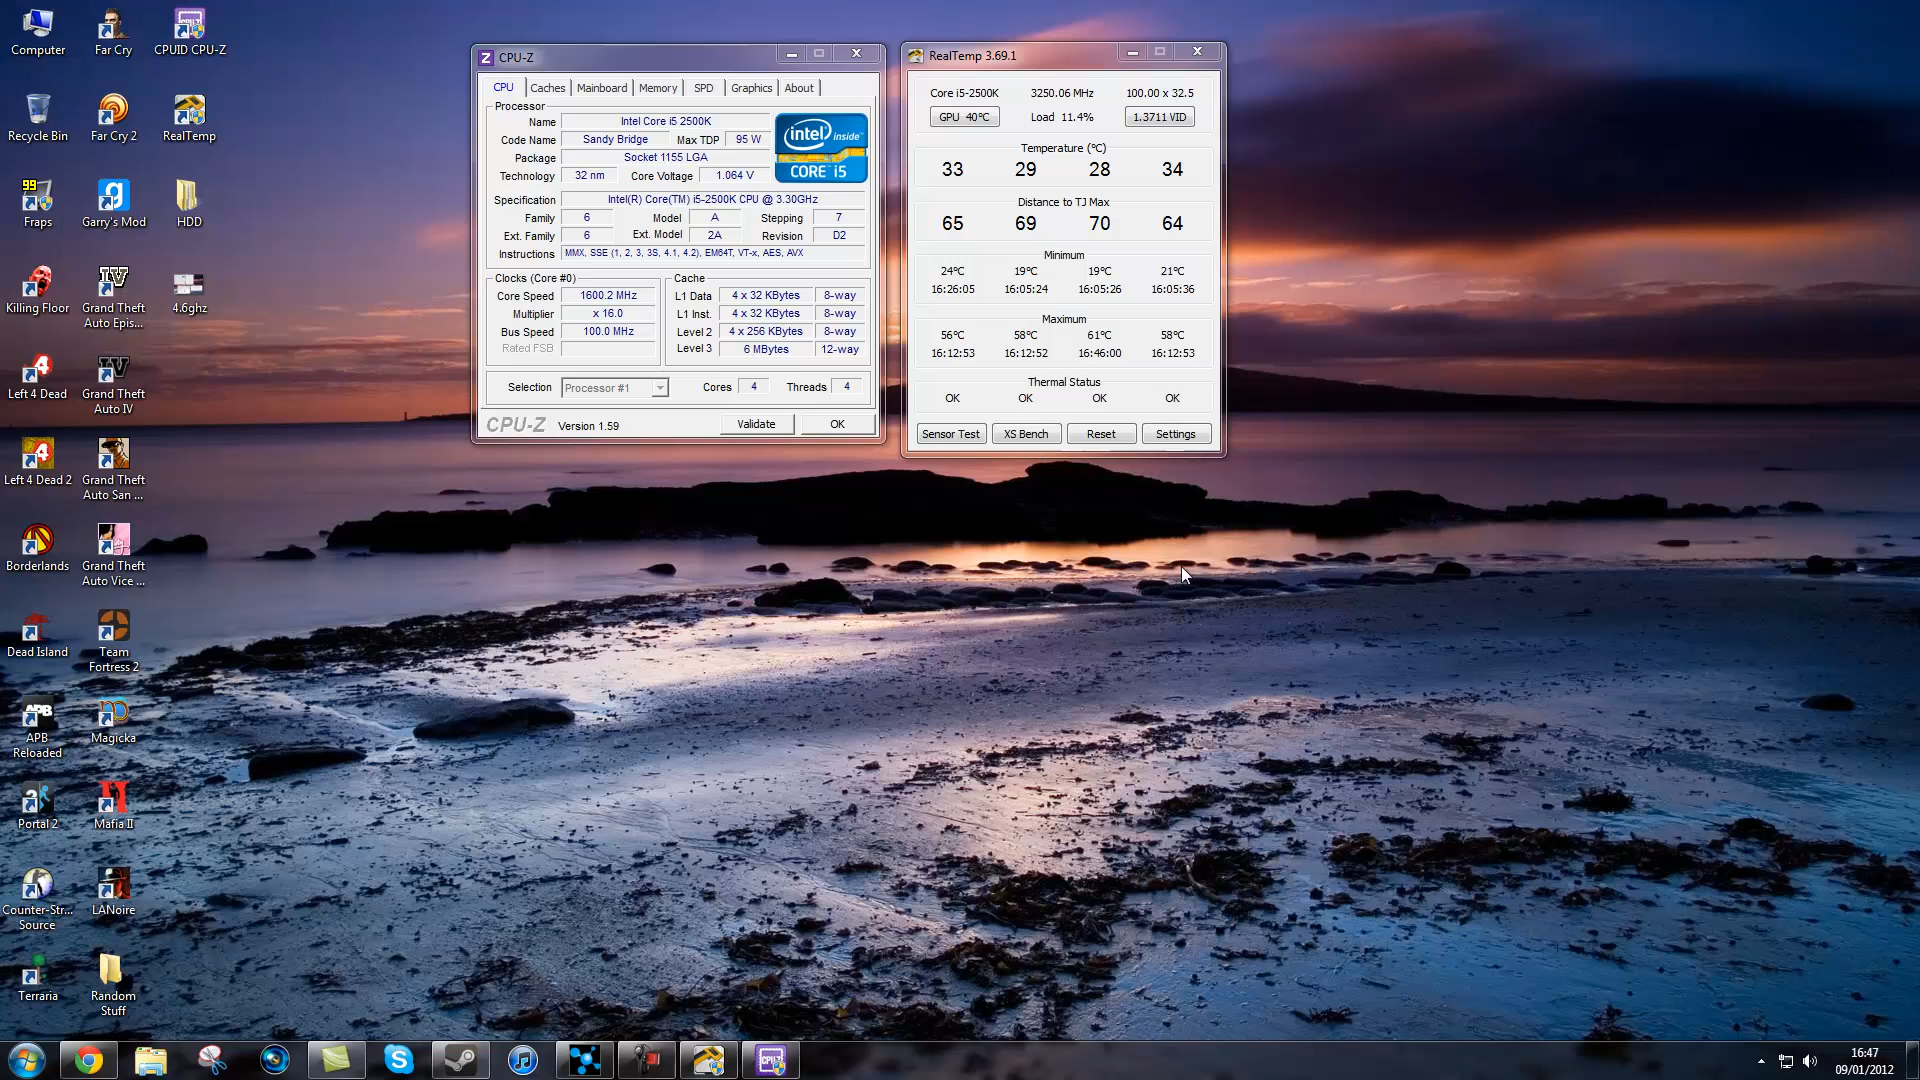 Computer
Far Cry
CPUID CPU-Z
Recycle Bin
Far Cry 2
RealTemp
99
Fraps
Garry's Mod
HDD
Killing Floor
IV
Grand Theft
Auto Epis...
4.6ghz
Left 4 Dead
IV
Grand Theft
Auto IV
Left 4 Dead 2
Grand Theft
Auto San ...
Borderlands
Grand Theft
Auto Vice ...
Dead Island
Team
Fortress 2
APB
APB
Reloaded
Magicka
Portal 2
Mafia II
Counter-Str...
Source
LANoire
Terraria
Random
Stuff
Z CPU-Z
CPU Caches Mainboard Memory SPD Graphics About
Processor
Name Intel Core i5 2500K
Code Name Sandy Bridge Max TDP 95 W
Package Socket 1155 LGA
Technology 32 nm Core Voltage 1.064 V
intel inside
CORE i5
Specification Intel(R) Core(TM) i5-2500K CPU @ 3.30GHz
Family 6 Model A Stepping 7
Ext. Family 6 Ext. Model 2A Revision D2
Instructions MMX, SSE (1, 2, 3, 3S, 4.1, 4.2), EM64T, VT-x, AES, AVX
Clocks (Core #0)
Core Speed 1600.2 MHz
Multiplier x 16.0
Bus Speed 100.0 MHz
Rated FSB
Cache
L1 Data 4 x 32 KBytes 8-way
L1 Inst. 4 x 32 KBytes 8-way
Level 2 4 x 256 KBytes 8-way
Level 3 6 MBytes 12-way
Selection Processor #1 Cores 4 Threads 4
CPU-Z Version 1.59 Validate OK
RealTemp 3.69.1
Core i5-2500K 3250.06 MHz 100.00 x 32.5
GPU 40°C Load 11.4% 1.3711 VID
Temperature (°C)
33 29 28 34
Distance to TJ Max
65 69 70 64
Minimum
24°C 19°C 19°C 21°C
16:26:05 16:05:24 16:05:26 16:05:36
Maximum
56°C 58°C 61°C 58°C
16:12:53 16:12:52 16:46:00 16:12:53
Thermal Status
OK OK OK OK
Sensor Test XS Bench Reset Settings
CPU-Z
16:47
09/01/2012